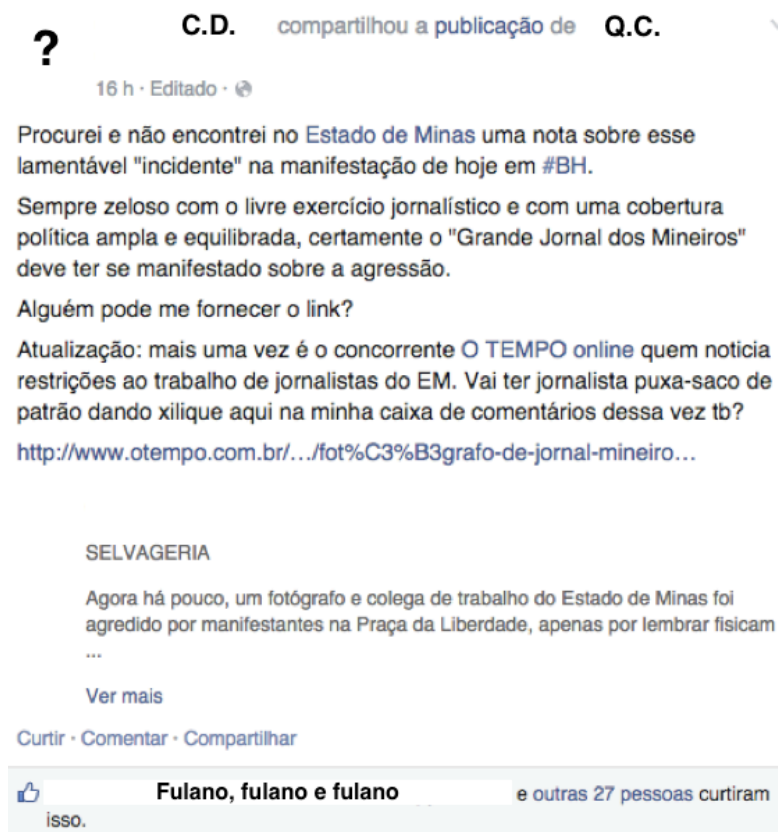 ?
C.D. compartilhou a publicação de Q.C.
16 h · Editado ·
Procurei e não encontrei no Estado de Minas uma nota sobre esse
lamentável "incidente" na manifestação de hoje em #BH.
Sempre zeloso com o livre exercício jornalístico e com uma cobertura
política ampla e equilibrada, certamente o "Grande Jornal dos Mineiros"
deve ter se manifestado sobre a agressão.
Alguém pode me fornecer o link?
Atualização: mais uma vez é o concorrente O TEMPO online quem noticia
restrições ao trabalho de jornalistas do EM. Vai ter jornalista puxa-saco de
patrão dando xilique aqui na minha caixa de comentários dessa vez tb?
http://www.otempo.com.br/.../fot%C3%B3grafo-de-jornal-mineiro...
SELVAGERIA
Agora há pouco, um fotógrafo e colega de trabalho do Estado de Minas foi
agredido por manifestantes na Praça da Liberdade, apenas por lembrar fisicam
...
Ver mais
Curtir · Comentar · Compartilhar
Fulano, fulano e fulano e outras 27 pessoas curtiram
isso.